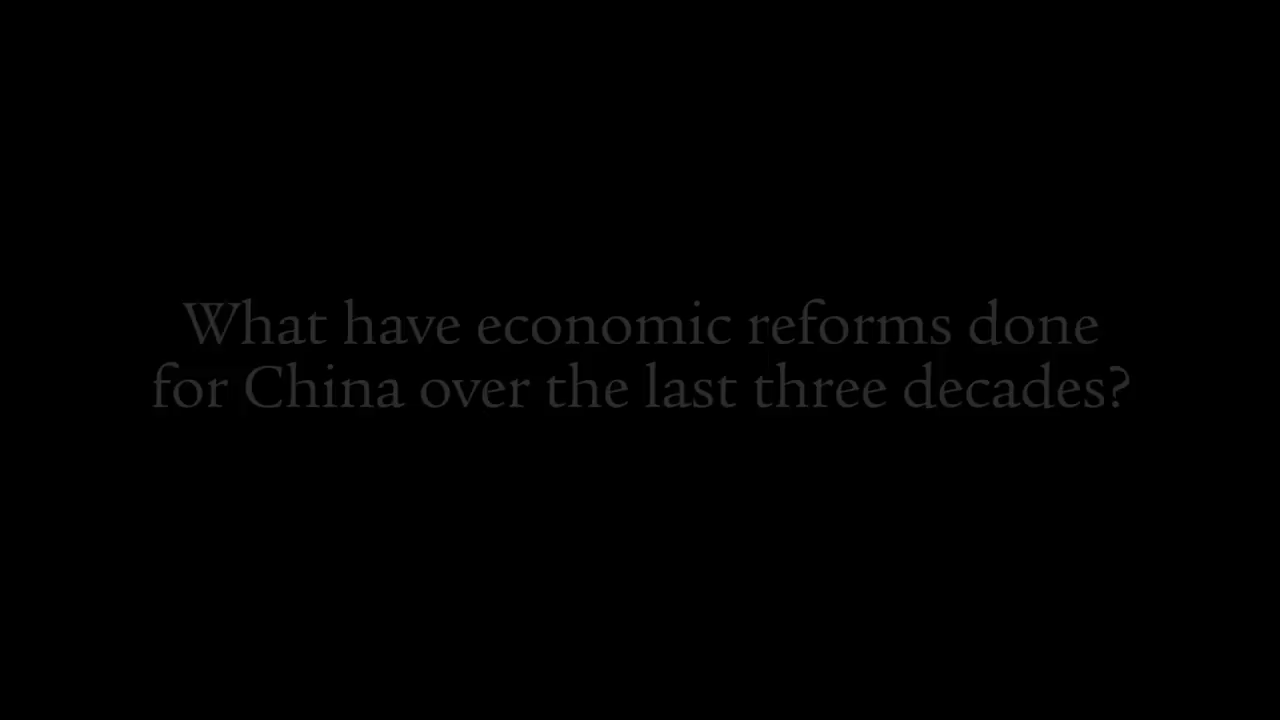 What have economic reforms done
for China over the last three decades?